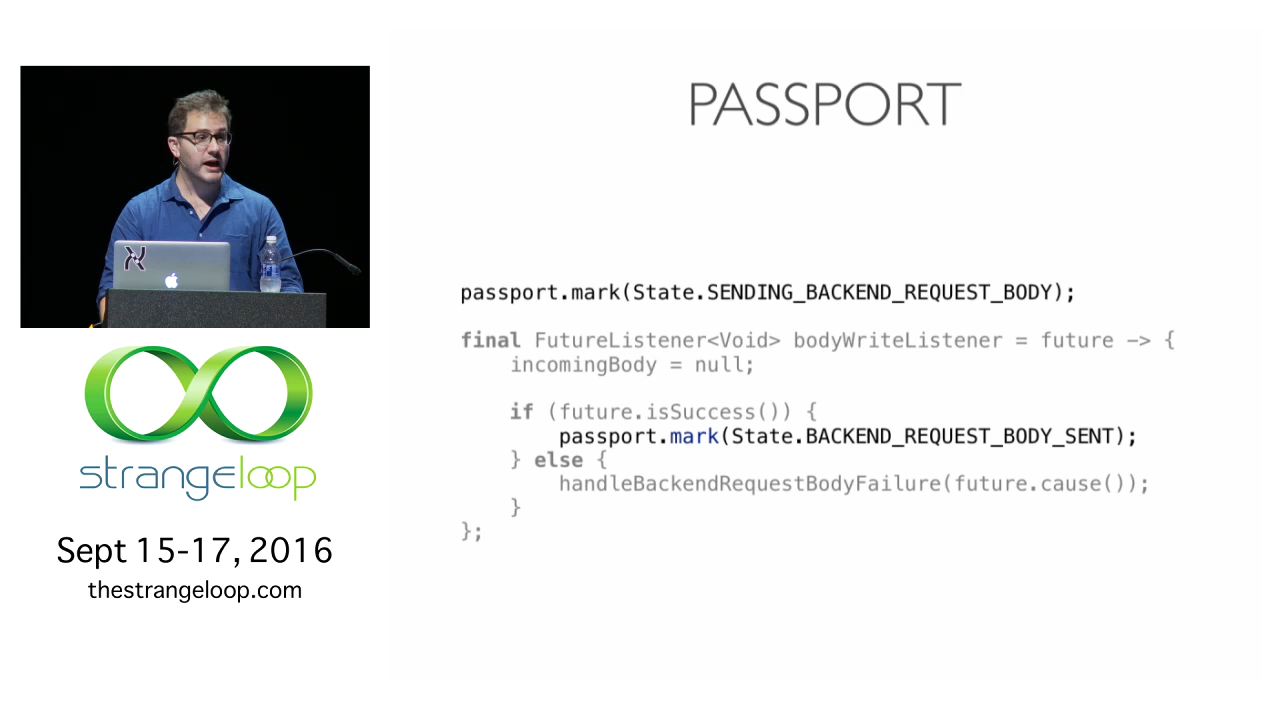 PASSPORT
passport.mark(State.SENDING_BACKEND_REQUEST_BODY);
final FutureListener<Void> bodyWriteListener = future -> {
incomingBody = null;
if (future.isSuccess()) {
passport.mark(State.BACKEND_REQUEST_BODY_SENT);
} else {
handleBackendRequestBodyFailure(future.cause());
}
};
strangeloop
Sept 15-17, 2016
thestrangeloop.com